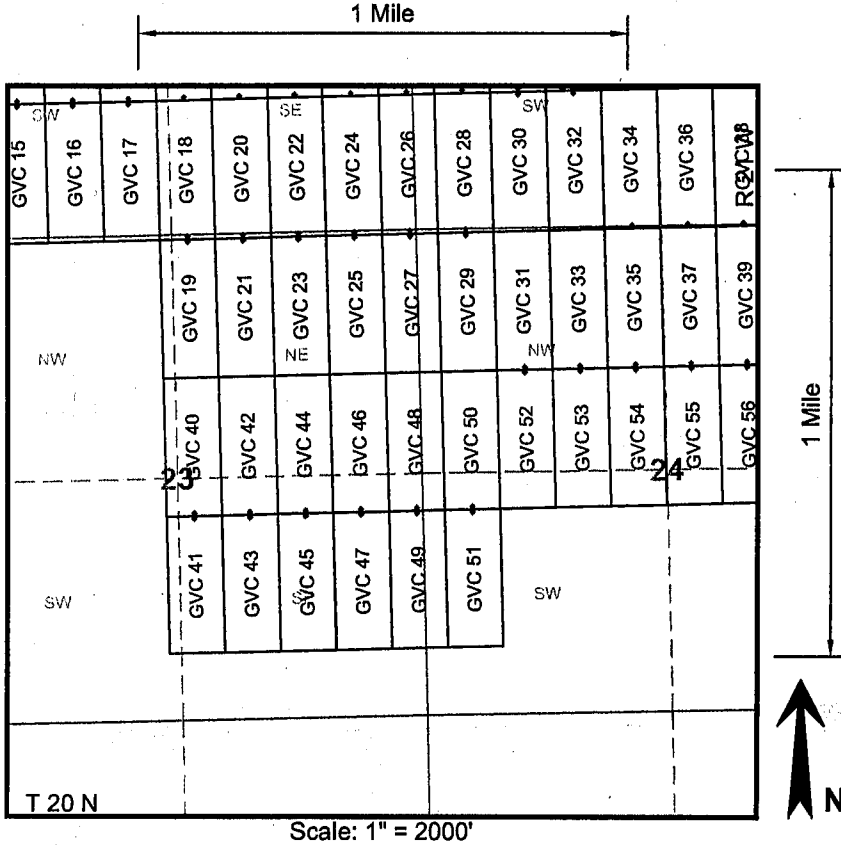 1 Mile
SW SE SW
GVC 15 GVC 16 GVC 17 GVC 18 GVC 20 GVC 22 GVC 24 GVC 26 GVC 28 GVC 30 GVC 32 GVC 34 GVC 36
GVC 19 GVC 21 GVC 23 GVC 25 GVC 27 GVC 29 GVC 31 GVC 33 GVC 35 GVC 37 GVC 39
NW NE NW
1 Mile
GVC 40 GVC 42 GVC 44 GVC 46 GVC 48 GVC 50 GVC 52 GVC 53 GVC 54 GVC 55 GVC 56
23 24
GVC 41 GVC 43 GVC 45 GVC 47 GVC 49 GVC 51
SW SW
T 20 N
N
Scale: 1" = 2000'